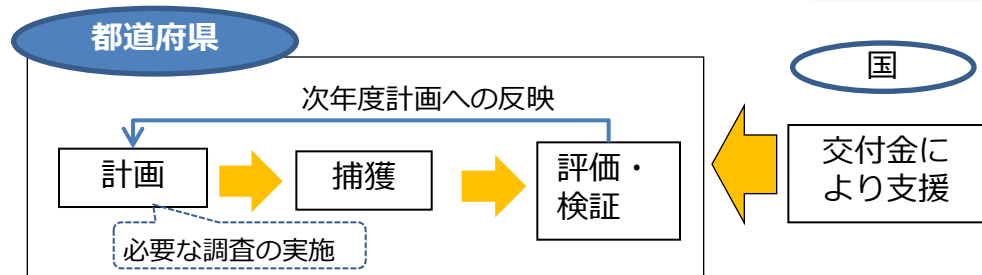 都道府県
国
次年度計画への反映
計画
捕獲
評価・
検証
交付金に
より支援
必要な調査の実施